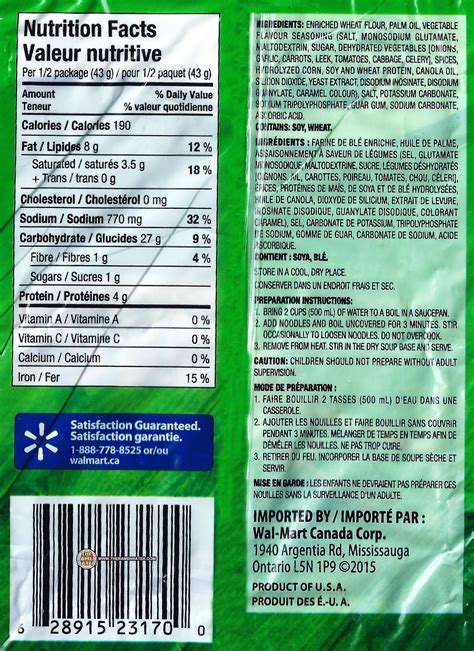 Nutrition Facts
Valeur nutritive
Per 1/2 package (43 g) / pour 1/2 paquet (43 g)
Amount % Daily Value
Teneur % valeur quotidienne
Calories / Calories 190
Fat / Lipides 8 g 12 %
Saturated / saturés 3.5 g
+ Trans / trans 0 g 18 %
Cholesterol / Cholestérol 0 mg
Sodium / Sodium 770 mg 32 %
Carbohydrate / Glucides 27 g 9 %
Fibre / Fibres 1 g 4 %
Sugars / Sucres 1 g
Protein / Protéines 4 g
Vitamin A / Vitamine A 0 %
Vitamin C / Vitamine C 0 %
Calcium / Calcium 0 %
Iron / Fer 15 %
Satisfaction Guaranteed.
Satisfaction garantie.
1-888-778-8525 or/ou
walmart.ca
THE RAMEN RATER
WWW.THERAMENRATER.COM
6 28915 23170 0
INGREDIENTS: ENRICHED WHEAT FLOUR, PALM OIL, VEGETABLE
FLAVOUR SEASONING (SALT, MONOSODIUM GLUTAMATE,
MALTODEXTRIN, SUGAR, DEHYDRATED VEGETABLES [ONIONS,
GARLIC, CARROTS, LEEK, TOMATOES, CABBAGE, CELERY], SPICES,
HYDROLYZED CORN, SOY AND WHEAT PROTEIN, CANOLA OIL,
SILICON DIOXIDE, YEAST EXTRACT, DISODIUM INOSINATE, DISODIUM
GUANYLATE, CARAMEL COLOUR), SALT, POTASSIUM CARBONATE,
SODIUM TRIPOLYPHOSPHATE, GUAR GUM, SODIUM CARBONATE,
ASCORBIC ACID.
CONTAINS: SOY, WHEAT.
INGRÉDIENTS : FARINE DE BLÉ ENRICHIE, HUILE DE PALME,
ASSAISONNEMENT À SAVEUR DE LÉGUMES (SEL, GLUTAMATE
MONOSODIQUE, MALTODEXTRINE, SUCRE, LÉGUMES DÉSHYDRATÉS
[OIGNONS, AIL, CAROTTES, POIREAU, TOMATES, CHOU, CÉLERI],
ÉPICES, PROTÉINES DE MAÏS, DE SOYA ET DE BLÉ HYDROLYSÉES,
HUILE DE CANOLA, DIOXYDE DE SILICIUM, EXTRAIT DE LEVURE,
INOSINATE DISODIQUE, GUANYLATE DISODIQUE, COLORANT
CARAMEL), SEL, CARBONATE DE POTASSIUM, TRIPOLYPHOSPHATE
DE SODIUM, GOMME DE GUAR, CARBONATE DE SODIUM, ACIDE
ASCORBIQUE.
CONTIENT : SOYA, BLÉ.
STORE IN A COOL, DRY PLACE.
CONSERVER DANS UN ENDROIT FRAIS ET SEC.
PREPARATION INSTRUCTIONS:
1. BRING 2 CUPS (500 mL) OF WATER TO A BOIL IN A SAUCEPAN.
2. ADD NOODLES AND BOIL UNCOVERED FOR 3 MINUTES. STIR
OCCASIONALLY TO LOOSEN NOODLES. DO NOT OVERCOOK.
3. REMOVE FROM HEAT. STIR IN THE DRY SOUP BASE AND SERVE.
CAUTION: CHILDREN SHOULD NOT PREPARE WITHOUT ADULT
SUPERVISION.
MODE DE PRÉPARATION :
1. FAIRE BOUILLIR 2 TASSES (500 mL) D'EAU DANS UNE
CASSEROLE.
2. AJOUTER LES NOUILLES ET FAIRE BOUILLIR SANS COUVRIR
PENDANT 3 MINUTES. MÉLANGER DE TEMPS EN TEMPS AFIN DE
DÉMÊLER LES NOUILLES. NE PAS TROP CUIRE.
3. RETIRER DU FEU. INCORPORER LA BASE DE SOUPE SÈCHE ET
SERVIR.
MISE EN GARDE : LES ENFANTS NE DEVRAIENT PAS PRÉPARER CES
NOUILLES SANS LA SURVEILLANCE D'UN ADULTE.
IMPORTED BY / IMPORTÉ PAR :
Wal-Mart Canada Corp.
1940 Argentia Rd, Mississauga
Ontario L5N 1P9 ©2015
PRODUCT OF U.S.A.
PRODUIT DES É.-U. A.